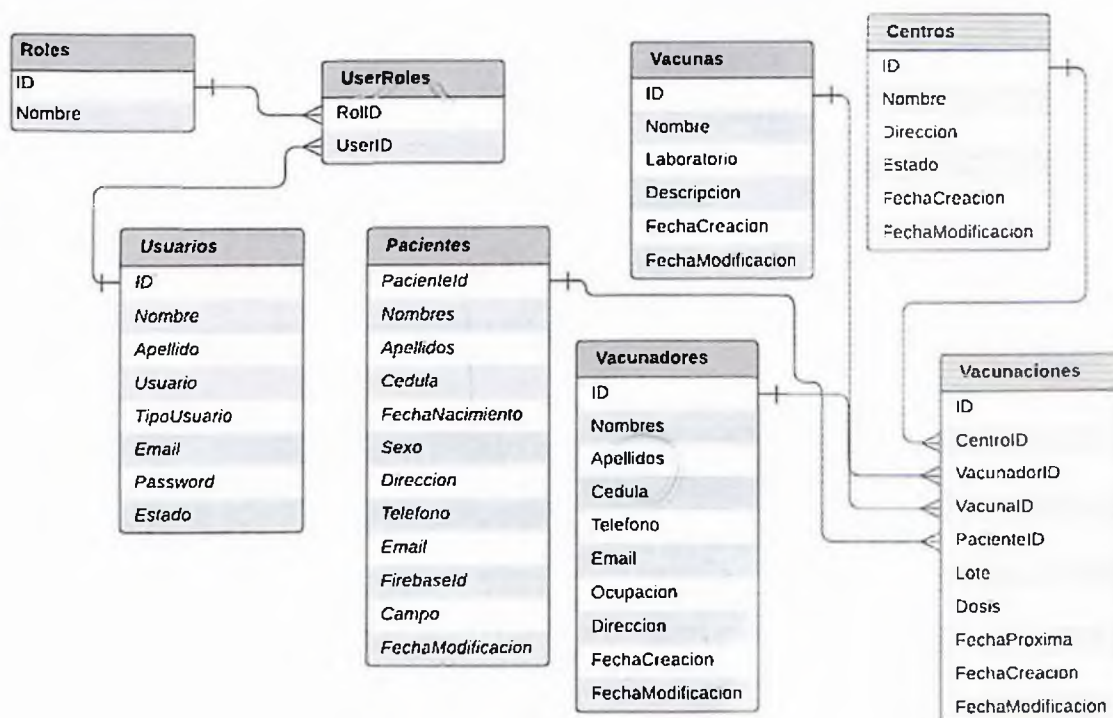 Roles
ID
Nombre
UserRoles
RolID
UserID
Usuarios
ID
Nombre
Apellido
Usuario
TipoUsuario
Email
Password
Estado
Pacientes
PacienteId
Nombres
Apellidos
Cedula
FechaNacimiento
Sexo
Direccion
Telefono
Email
FirebaseId
Campo
FechaModificacion
Vacunas
ID
Nombre
Laboratorio
Descripcion
FechaCreacion
FechaModificacion
Vacunadores
ID
Nombres
Apellidos
Cedula
Telefono
Email
Ocupacion
Direccion
FechaCreacion
FechaModificacion
Centros
ID
Nombre
Direccion
Estado
FechaCreacion
FechaModificacion
Vacunaciones
ID
CentroID
VacunadorID
VacunaID
PacienteID
Lote
Dosis
FechaProxima
FechaCreacion
FechaModificacion